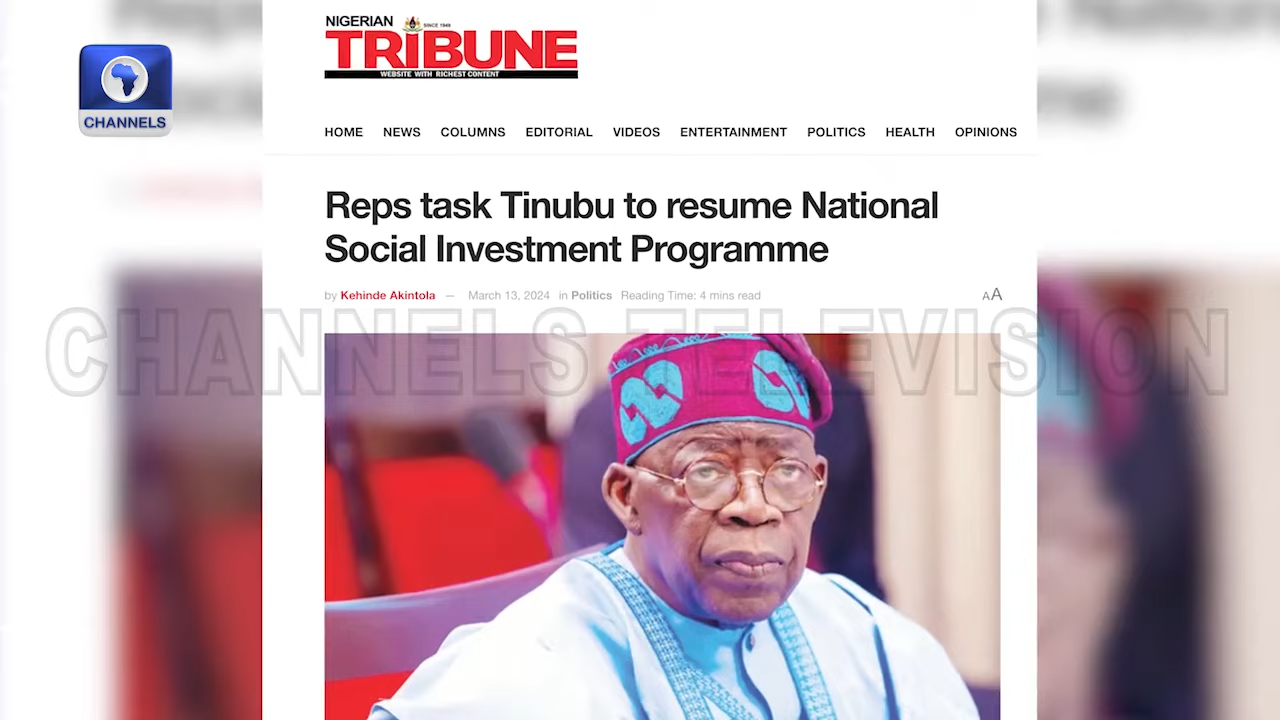 NIGERIAN
SINCE 1949
TRIBUNE
WEBSITE WITH RICHEST CONTENT
CHANNELS
HOME NEWS COLUMNS EDITORIAL VIDEOS ENTERTAINMENT POLITICS HEALTH OPINIONS
Reps task Tinubu to resume National
Social Investment Programme
by Kehinde Akintola — March 13, 2024 in Politics Reading Time: 4 mins read AA
CHANNELS TELEVISION